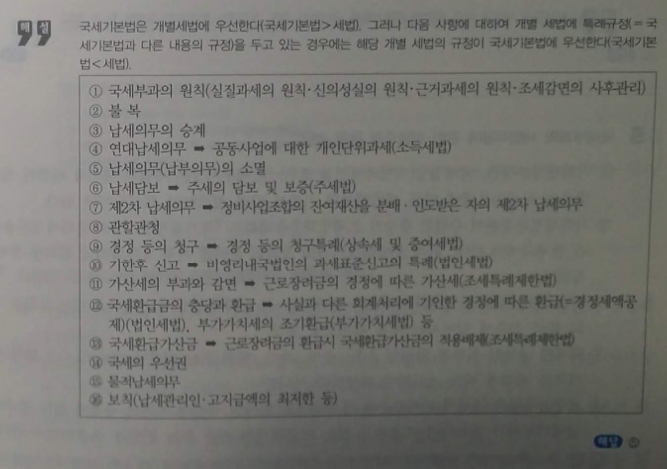 해설
국세기본법은 개별세법에 우선한다(국세기본법>세법). 그러나 다음 사항에 대하여 개별 세법에 특례규정(=국
세기본법과 다른 내용의 규정)을 두고 있는 경우에는 해당 개별 세법의 규정이 국세기본법에 우선한다(국세기본
법<세법).
① 국세부과의 원칙(실질과세의 원칙·신의성실의 원칙·근거과세의 원칙·조세감면의 사후관리)
② 불 복
③ 납세의무의 승계
④ 연대납세의무 ➡ 공동사업에 대한 개인단위과세(소득세법)
⑤ 납세의무(납부의무)의 소멸
⑥ 납세담보 ➡ 주세의 담보 및 보증(주세법)
⑦ 제2차 납세의무 ➡ 정비사업조합의 잔여재산을 분배·인도받은 자의 제2차 납세의무
⑧ 관할관청
⑨ 경정 등의 청구 ➡ 경정 등의 청구특례(상속세 및 증여세법)
⑩ 기한후 신고 ➡ 비영리내국법인의 과세표준신고의 특례(법인세법)
⑪ 가산세의 부과와 감면 ➡ 근로장려금의 경정에 따른 가산세(조세특례제한법)
⑫ 국세환급금의 충당과 환급 ➡ 사실과 다른 회계처리에 기인한 경정에 따른 환급(=경정세액공
제)(법인세법), 부가가치세의 조기환급(부가가치세법) 등
⑬ 국세환급가산금 ➡ 근로장려금의 환급시 국세환급가산금의 적용배제(조세특례제한법)
⑭ 국세의 우선권
⑮ 물적납세의무
⑯ 보칙(납세관리인·고지금액의 최저한 등)
해답